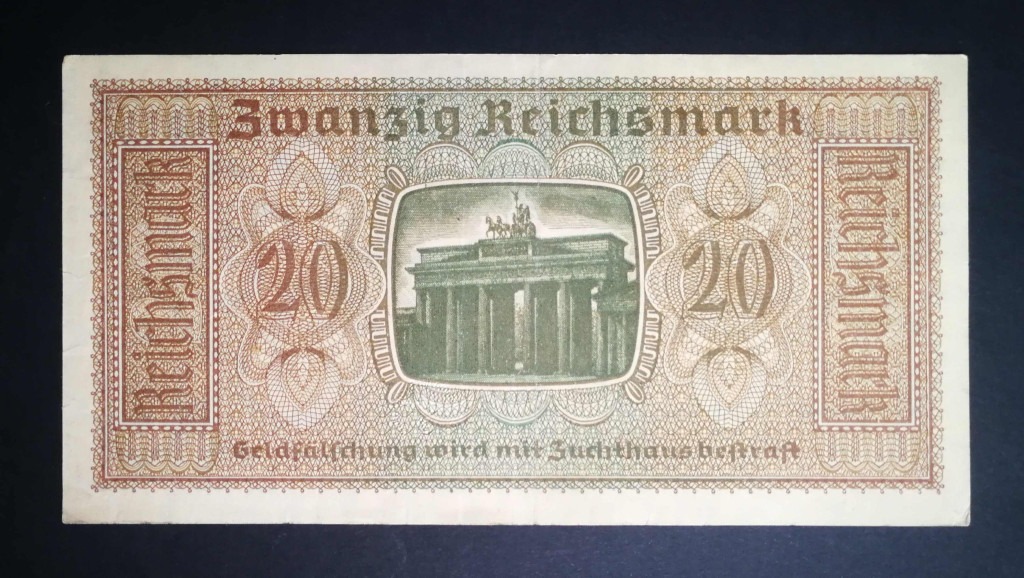 Zwanzig Reichsmark
Reichsmark
20
20
Reichsmark
Geldfälschung wird mit Zuchthaus bestraft